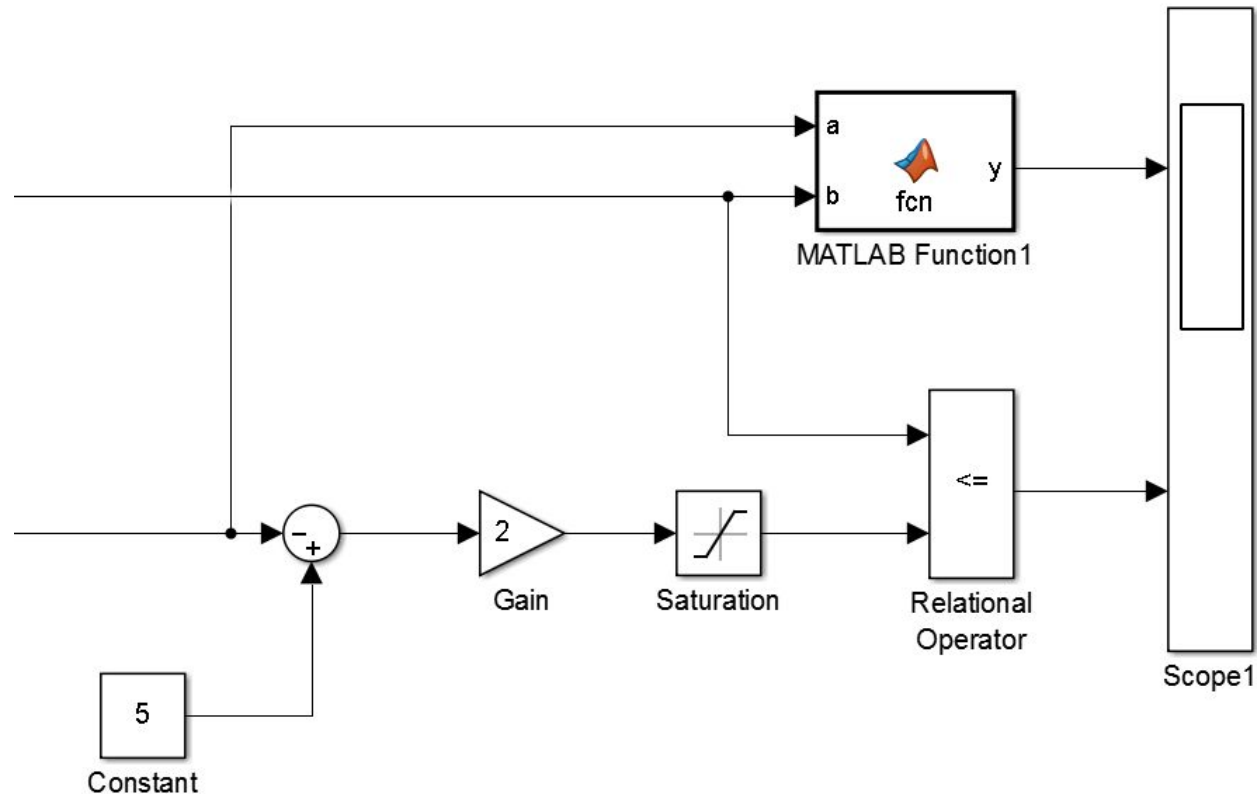 a
b
y
fcn
MATLAB Function1
<=
-
+
2
Gain
Saturation
Relational
Operator
Scope1
5
Constant